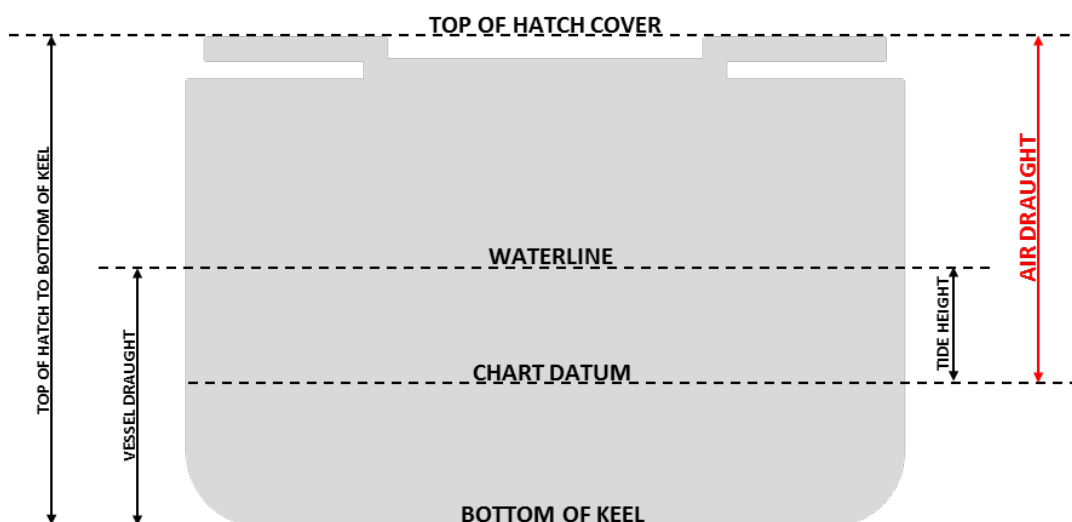 TOP OF HATCH COVER
TOP OF HATCH TO BOTTOM OF KEEL
AIR DRAUGHT
WATERLINE
VESSEL DRAUGHT
TIDE HEIGHT
CHART DATUM
BOTTOM OF KEEL